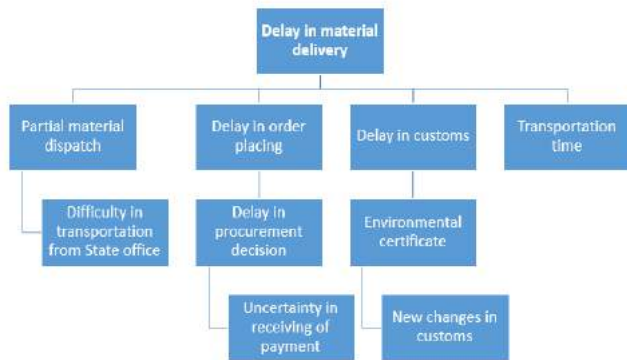 Delay in material
delivery
Partial material
dispatch
Delay in order
placing
Delay in customs
Transportation
time
Difficulty in
transportation
from State office
Delay in
procurement
decision
Environmental
certificate
Uncertainty in
receiving of
payment
New changes in
customs